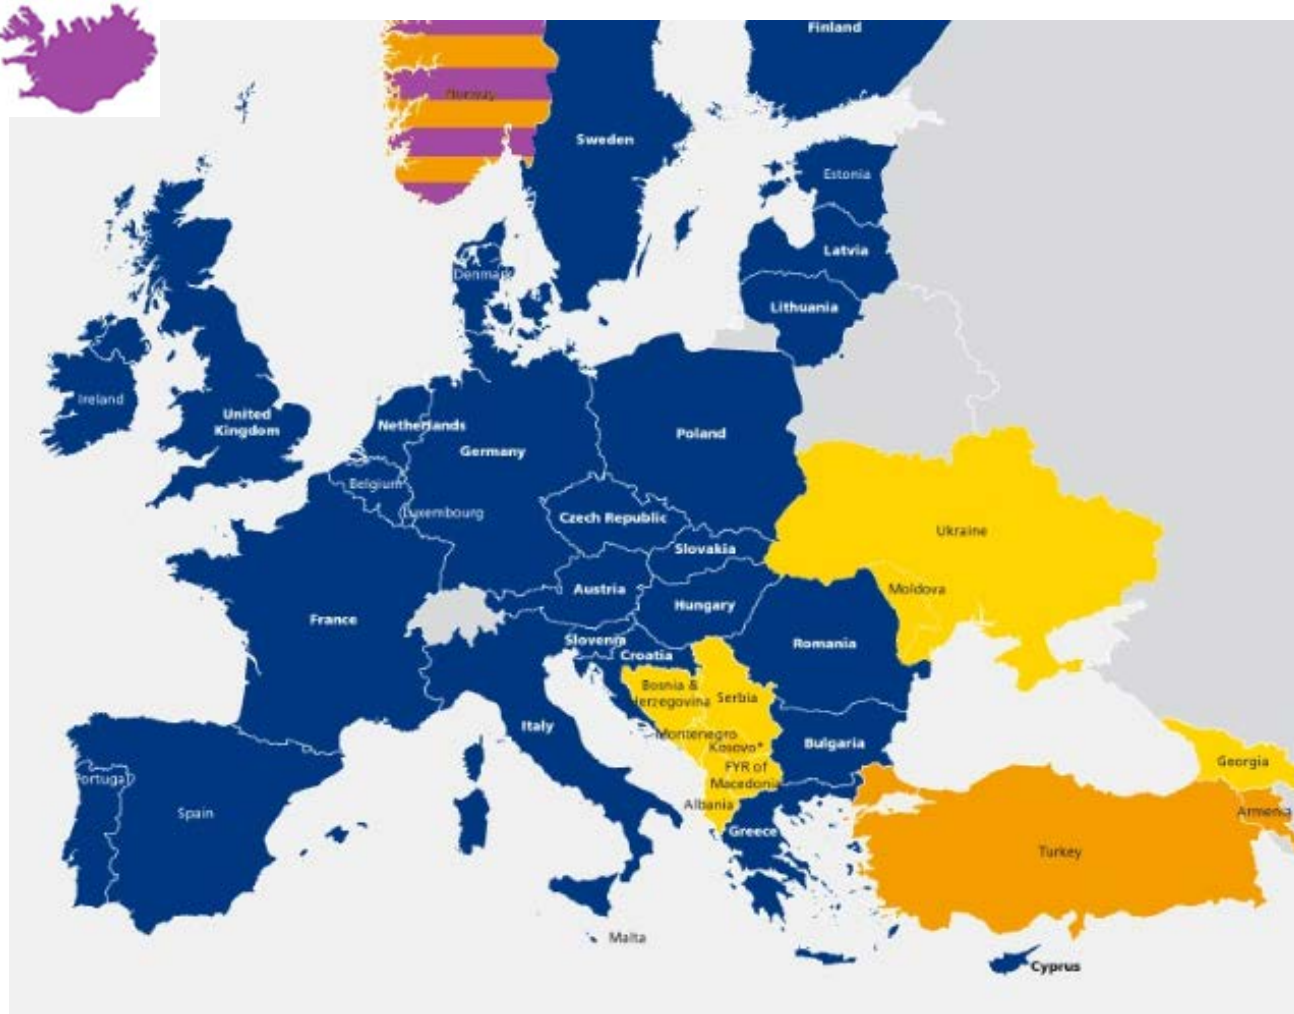 Finland
Norway
Sweden
Estonia
Latvia
Denmark
Lithuania
Ireland
United
Kingdom
Netherlands
Germany
Poland
Belgium
Luxembourg
Czech Republic
Ukraine
Slovakia
Austria
Moldova
Hungary
France
Slovenia
Romania
Croatia
Bosnia &
Herzegovina
Serbia
Italy
Montenegro
Kosovo*
Bulgaria
Georgia
FYR of
Macedonia
Portugal
Albania
Spain
Armenia
Greece
Turkey
Malta
Cyprus